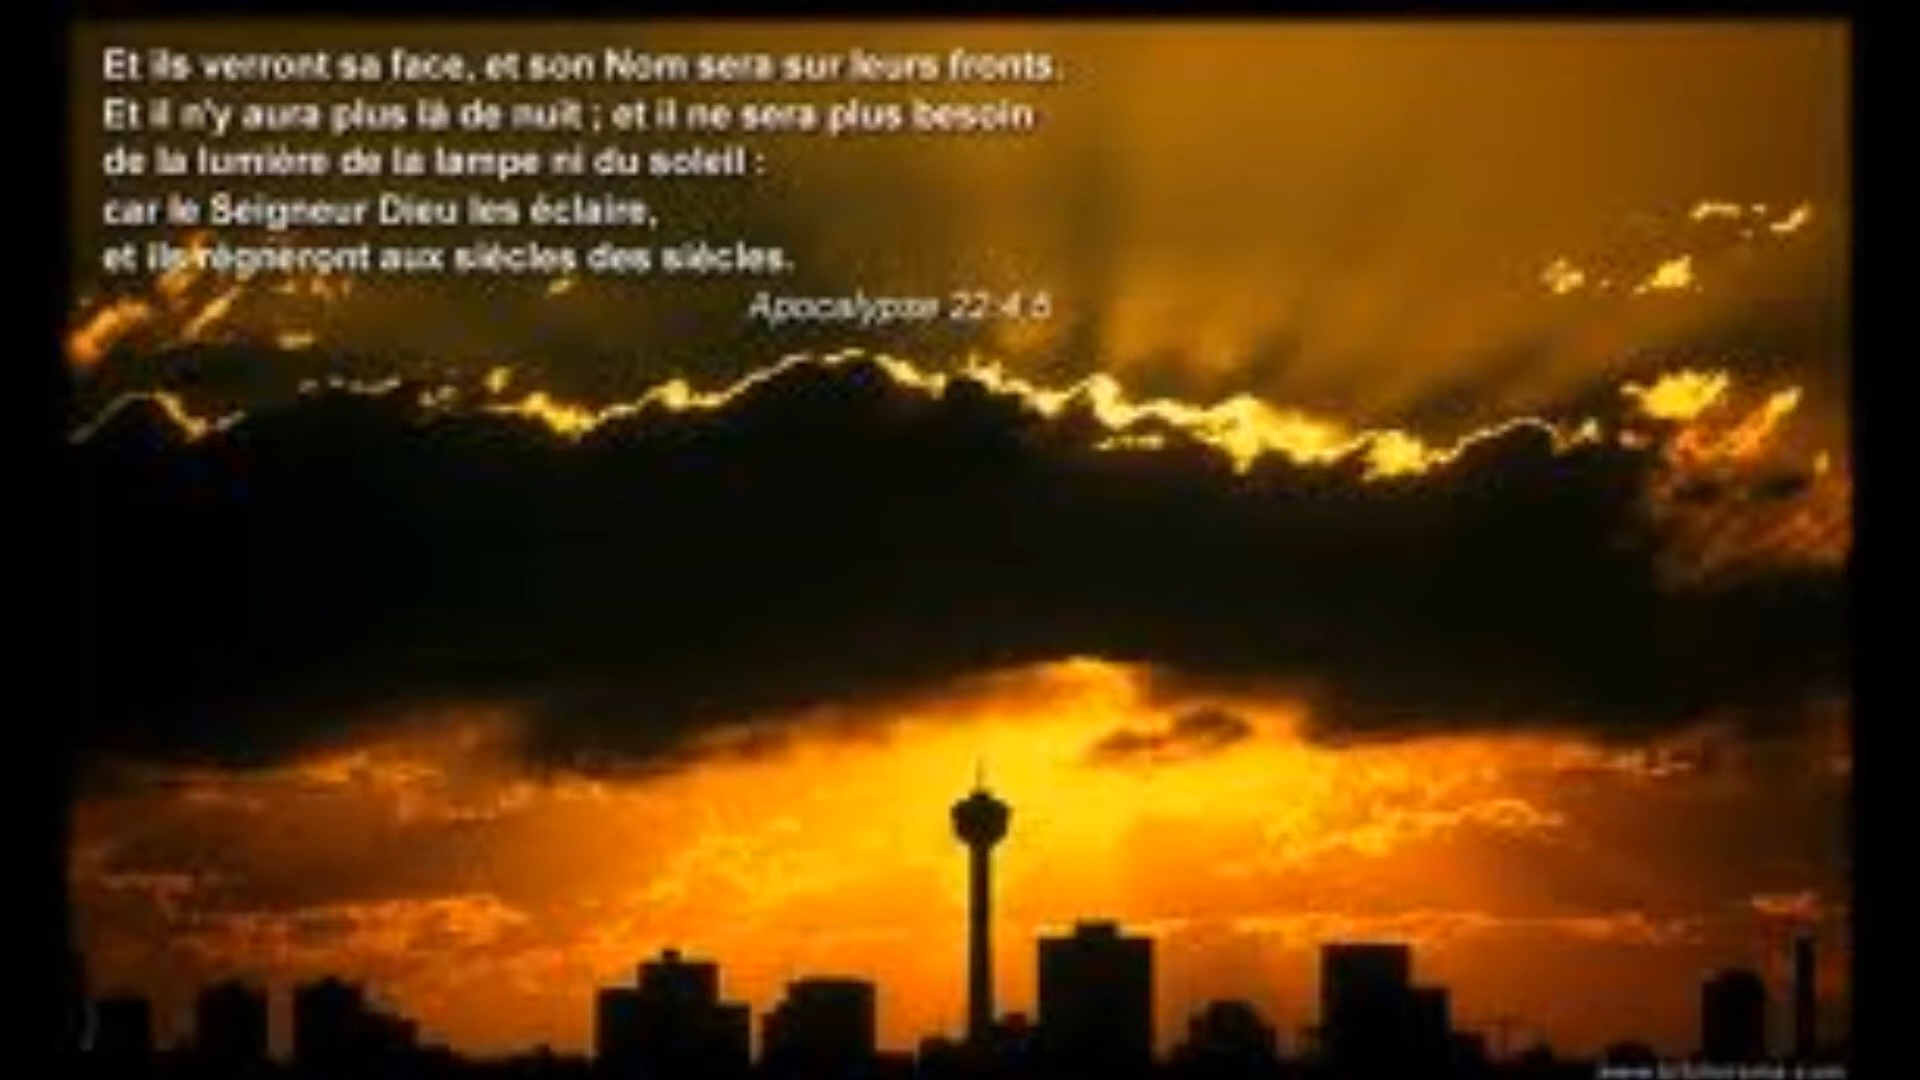 Et ils verront sa face, et son Nom sera sur leurs fronts.
Et il n'y aura plus là de nuit ; et il ne sera plus besoin
de la lumière de la lampe ni du soleil :
car le Seigneur Dieu les éclaire,
et ils règneront aux siècles des siècles.
Apocalypse 22:4,5